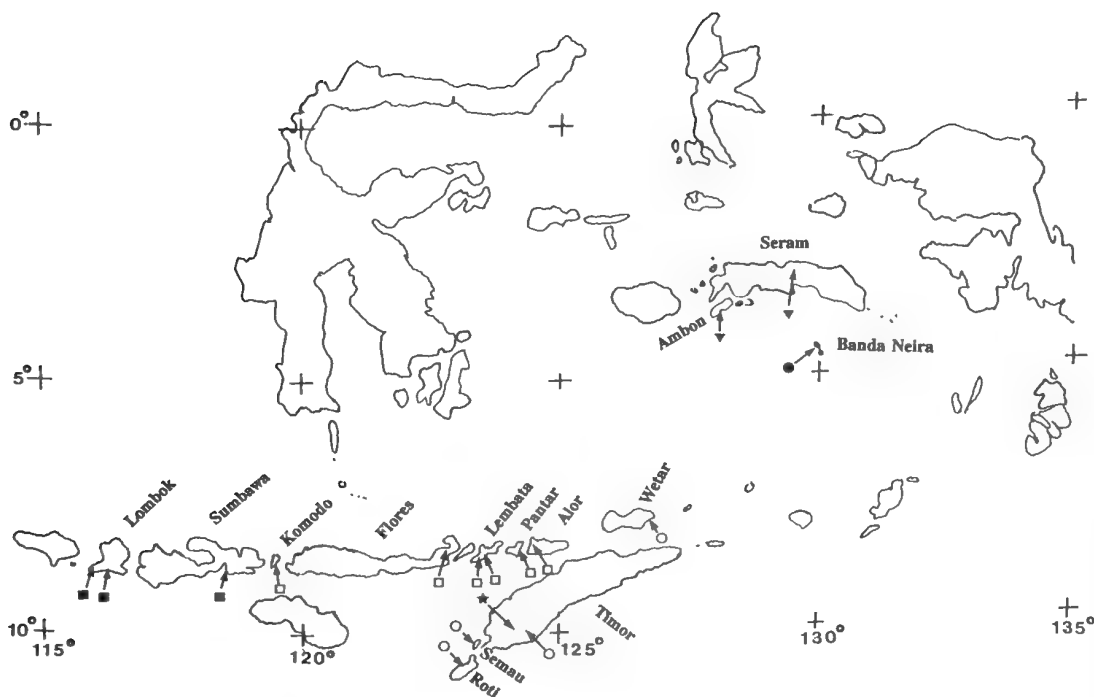 0°
Seram
Ambon
Banda Neira
5°
Lombok
Sumbawa
Komodo
Flores
Lembata
Pantar
Alor
Wetar
Timor
Semau
Roti
10°
115°
120°
125°
130°
135°